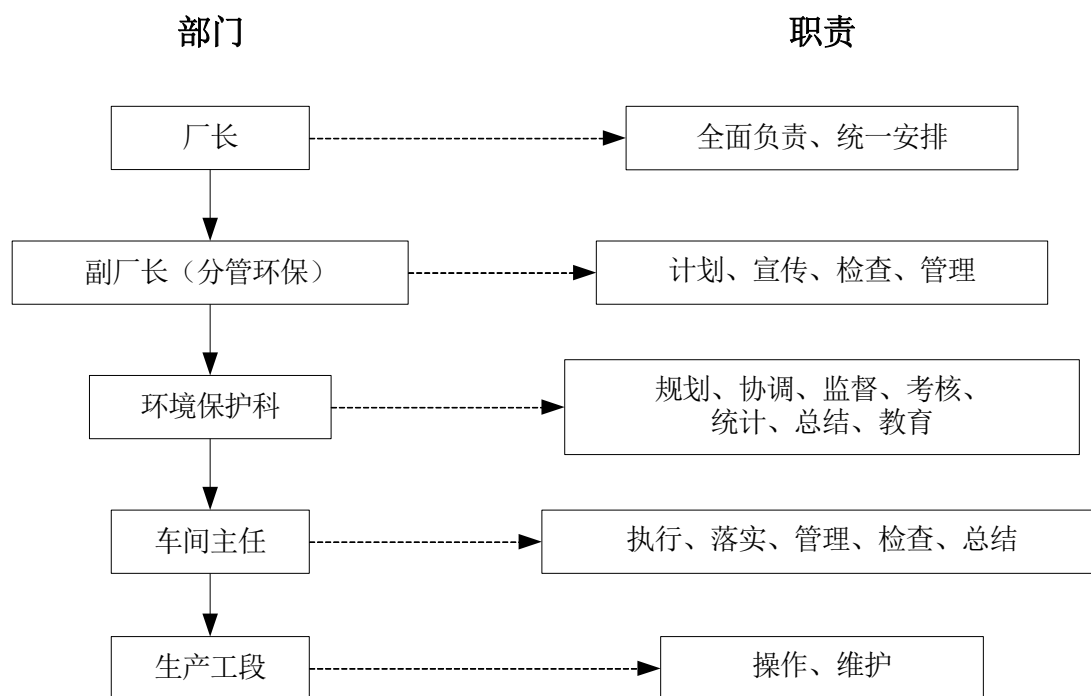 部门
职责
厂长
全面负责、统一安排
副厂长（分管环保）
计划、宣传、检查、管理
环境保护科
规划、协调、监督、考核、
统计、总结、教育
车间主任
执行、落实、管理、检查、总结
生产工段
操作、维护